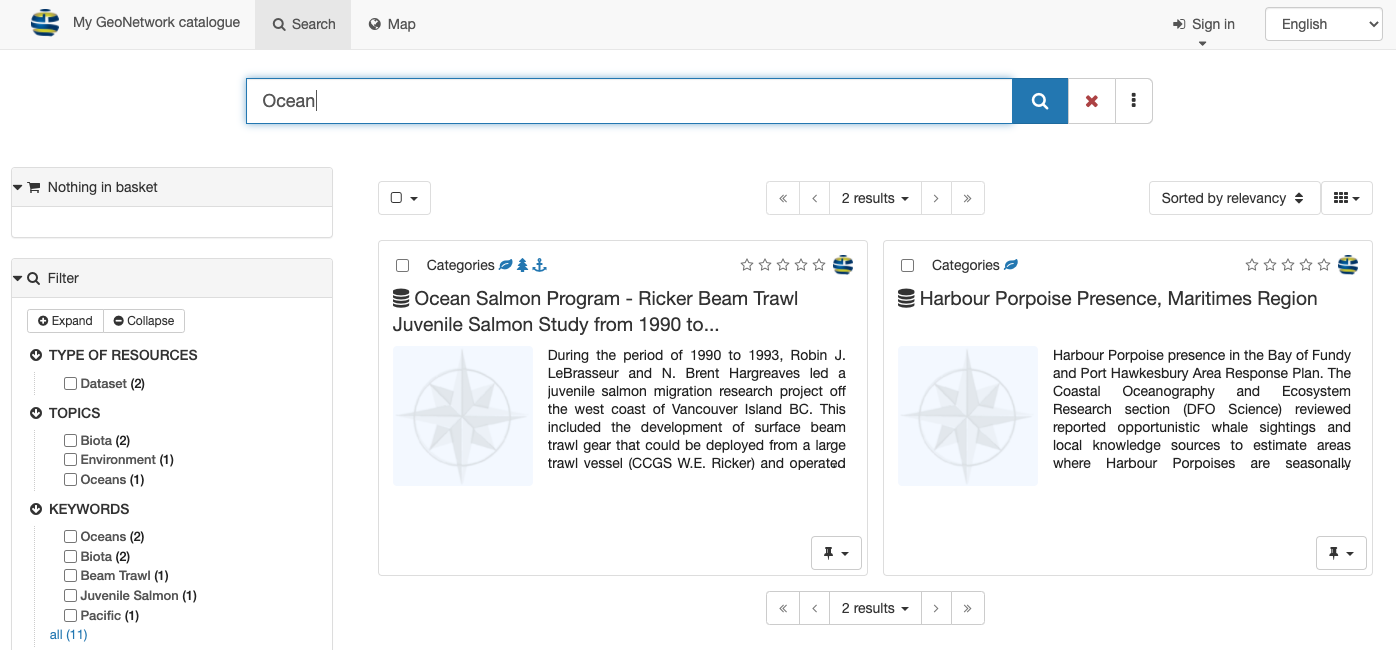 My GeoNetwork catalogue
Search
Map
Sign in
English
Ocean
Nothing in basket
Filter
Expand
Collapse
TYPE OF RESOURCES
Dataset (2)
TOPICS
Biota (2)
Environment (1)
Oceans (1)
KEYWORDS
Oceans (2)
Biota (2)
Beam Trawl (1)
Juvenile Salmon (1)
Pacific (1)
all (11)
« ‹ 2 results › »
Sorted by relevancy
Categories
Ocean Salmon Program - Ricker Beam Trawl
Juvenile Salmon Study from 1990 to...
During the period of 1990 to 1993, Robin J.
LeBrasseur and N. Brent Hargreaves led a
juvenile salmon migration research project off
the west coast of Vancouver Island BC. This
included the development of surface beam
trawl gear that could be deployed from a large
trawl vessel (CCGS W.E. Ricker) and operated
Categories
Harbour Porpoise Presence, Maritimes Region
Harbour Porpoise presence in the Bay of Fundy
and Port Hawkesbury Area Response Plan. The
Coastal Oceanography and Ecosystem
Research section (DFO Science) reviewed
reported opportunistic whale sightings and
local knowledge sources to estimate areas
where Harbour Porpoises are seasonally
« ‹ 2 results › »